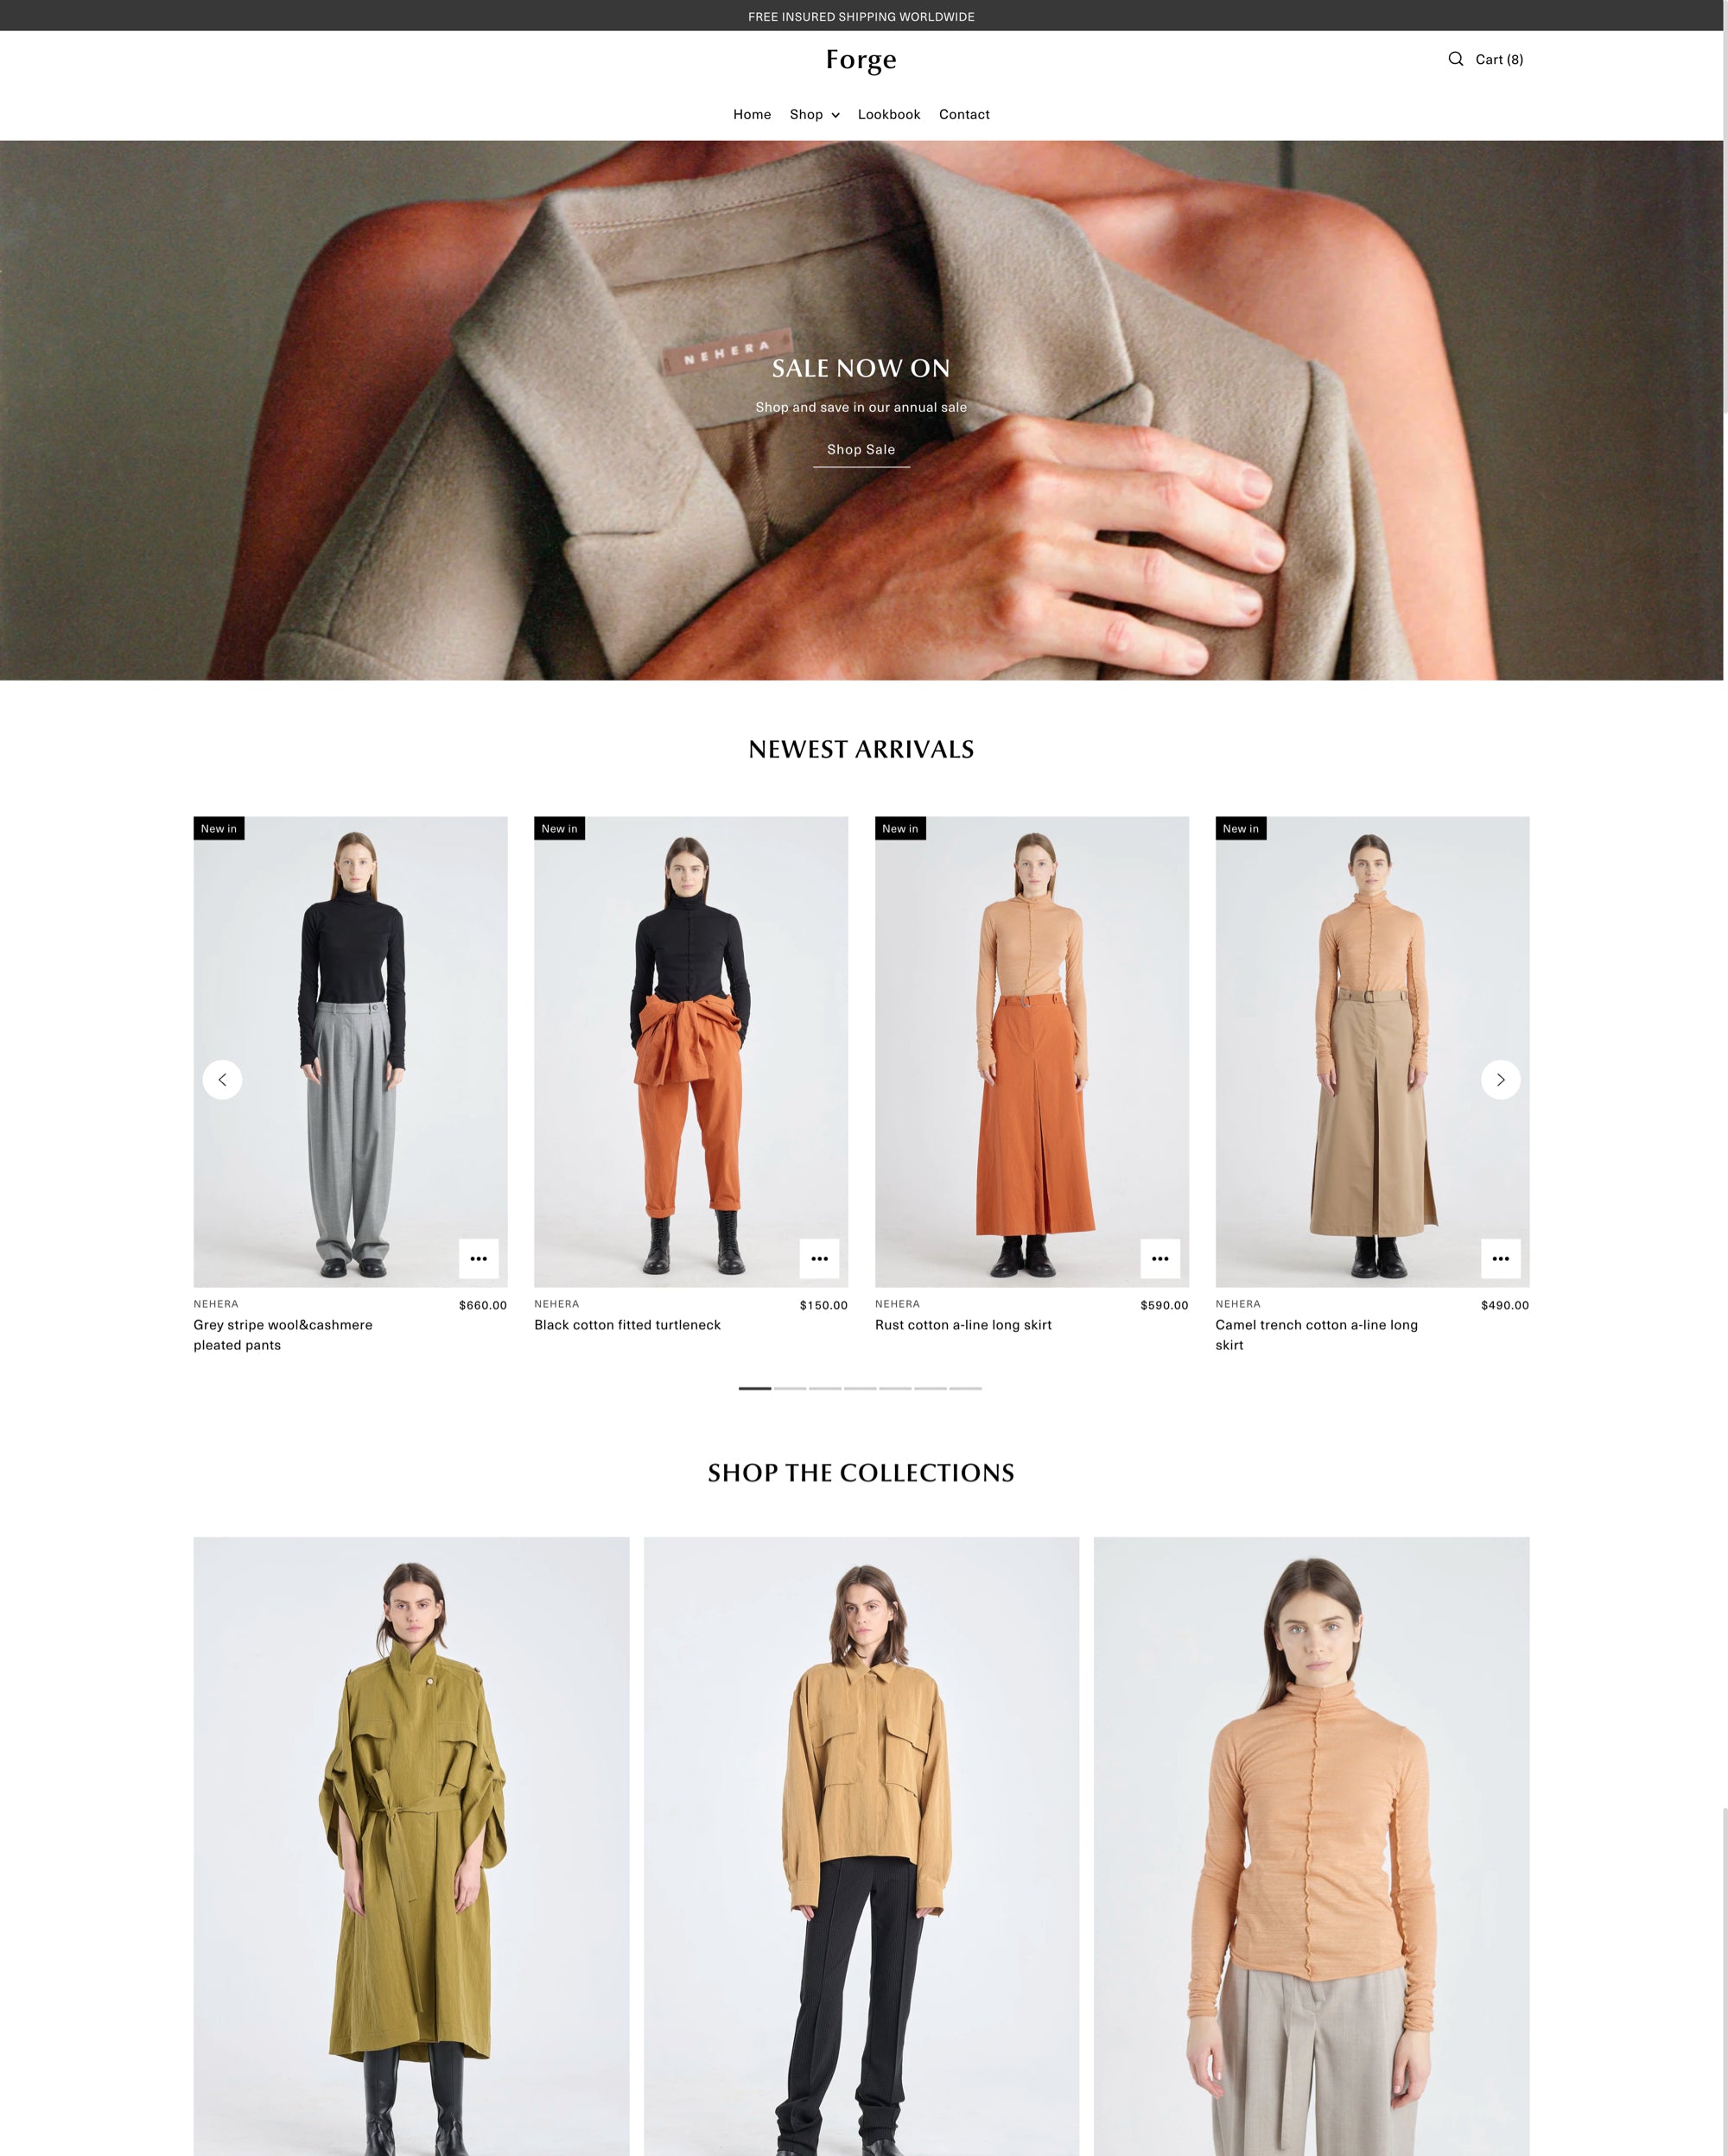 FREE INSURED SHIPPING WORLDWIDE
Forge
Cart (8)
Home Shop Lookbook Contact
NEHERA
SALE NOW ON
Shop and save in our annual sale
Shop Sale
NEWEST ARRIVALS
New in
New in
New in
New in
NEHERA $660.00
Grey stripe wool&cashmere
pleated pants
NEHERA $150.00
Black cotton fitted turtleneck
NEHERA $590.00
Rust cotton a-line long skirt
NEHERA $490.00
Camel trench cotton a-line long
skirt
SHOP THE COLLECTIONS